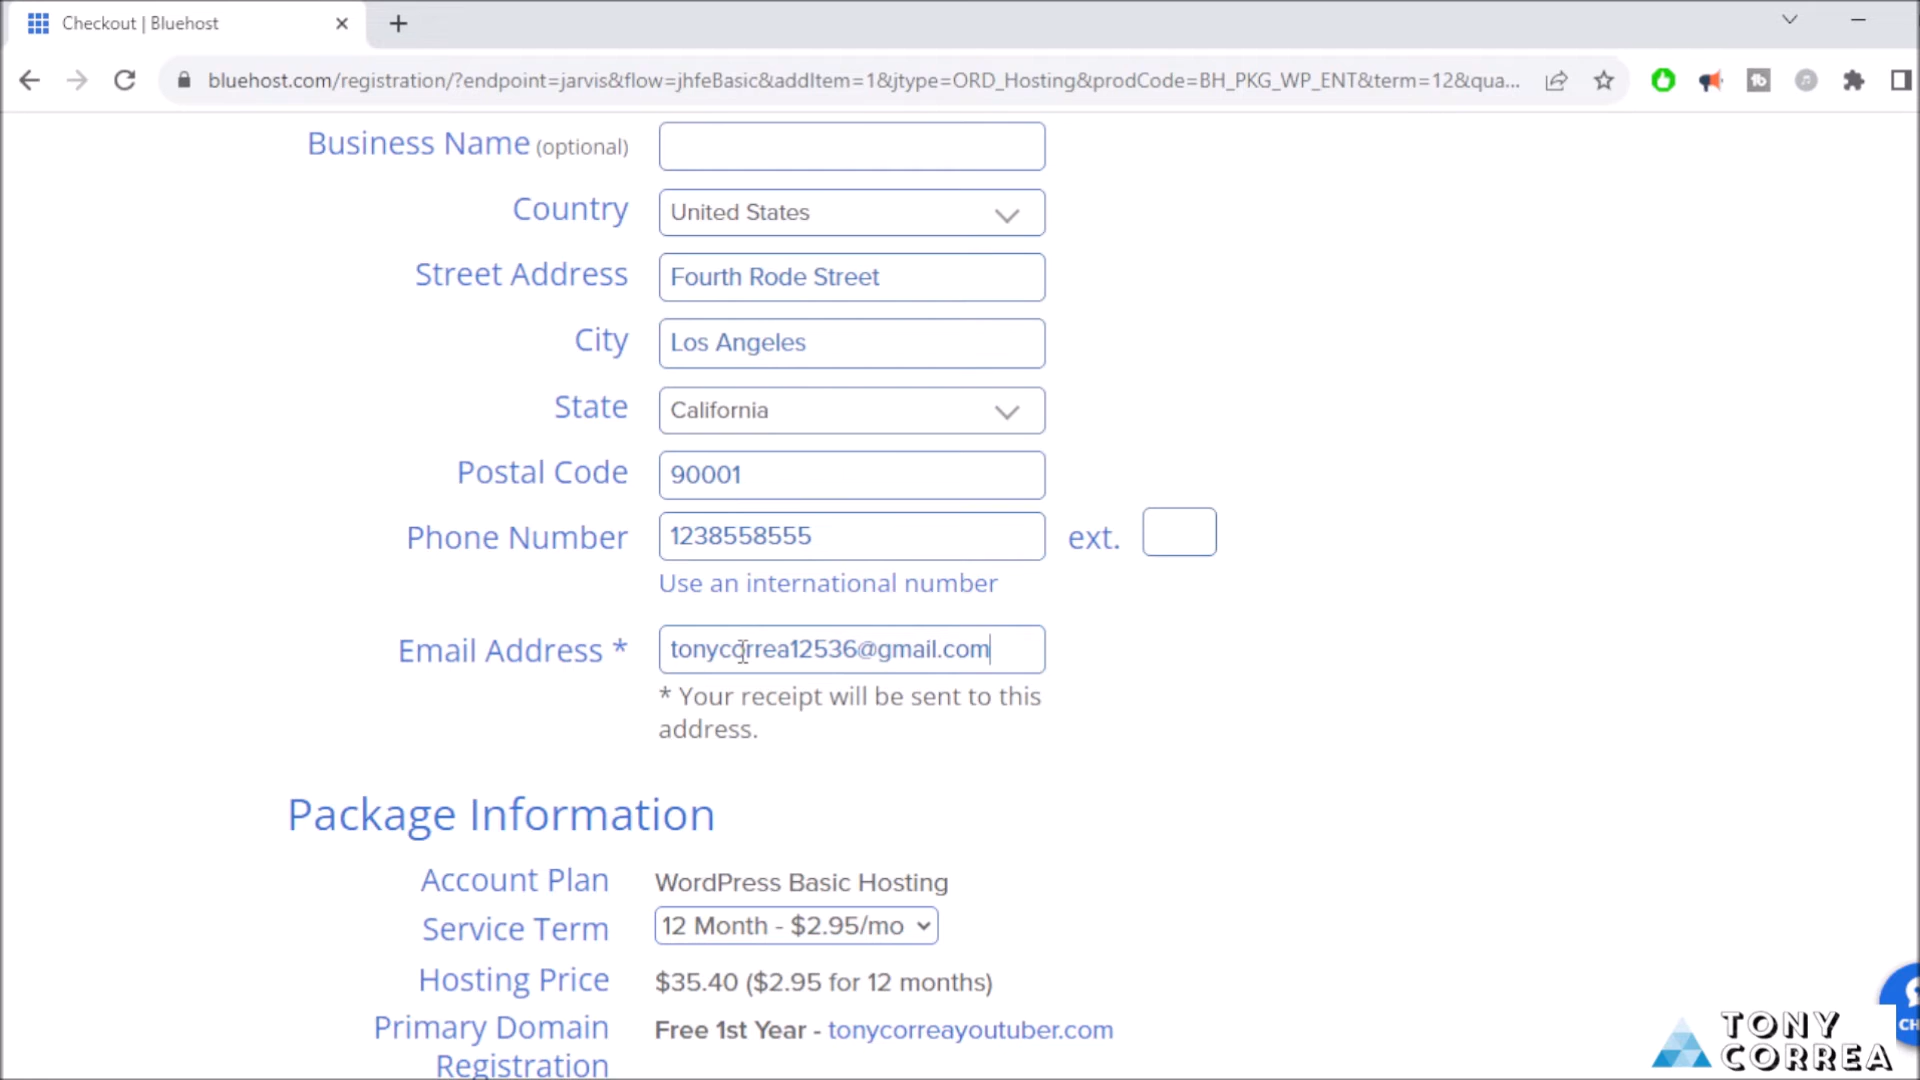 Checkout | Bluehost
bluehost.com/registration/?endpoint=jarvis&flow=jhfeBasic&addItem=1&jtype=ORD_Hosting&prodCode=BH_PKG_WP_ENT&term=12&qua...
Business Name (optional)
Country United States
Street Address Fourth Rode Street
City Los Angeles
State California
Postal Code 90001
Phone Number 1238558555 ext.
Use an international number
Email Address * tonycorrea12536@gmail.com
* Your receipt will be sent to this
address.
Package Information
Account Plan WordPress Basic Hosting
Service Term 12 Month - $2.95/mo
Hosting Price $35.40 ($2.95 for 12 months)
Primary Domain Free 1st Year - tonycorreayoutuber.com
Registration
TONY
CORREA